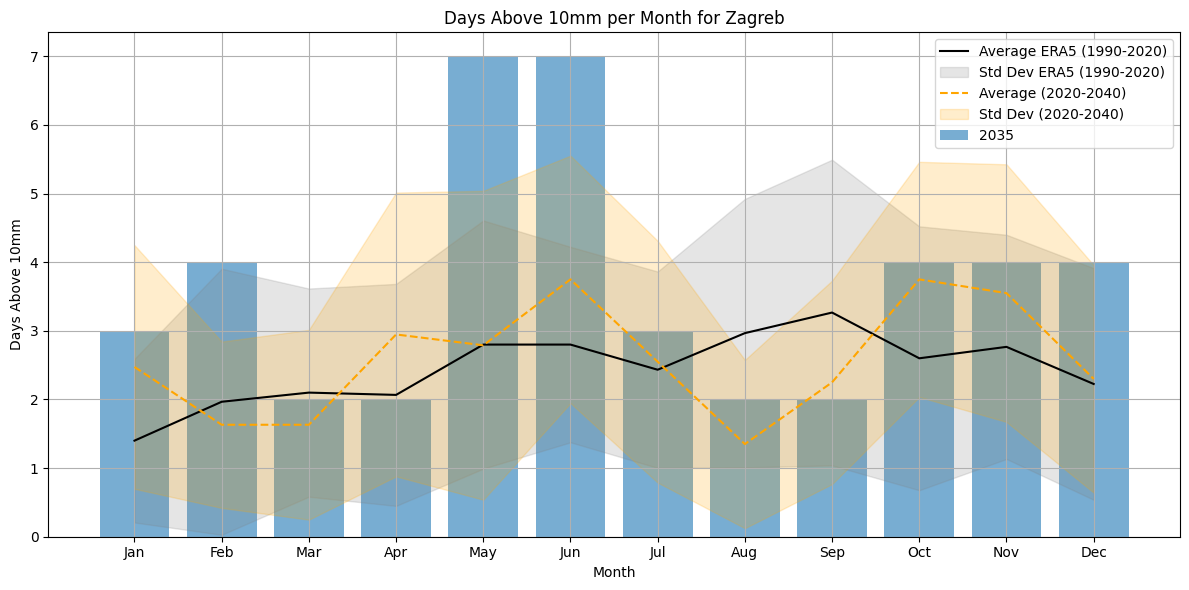 Days Above 10mm per Month for Zagreb
Average ERA5 (1990-2020)
Std Dev ERA5 (1990-2020)
Average (2020-2040)
Std Dev (2020-2040)
2035
Days Above 10mm
7
6
5
4
3
2
1
0
Jan Feb Mar Apr May Jun Jul Aug Sep Oct Nov Dec
Month